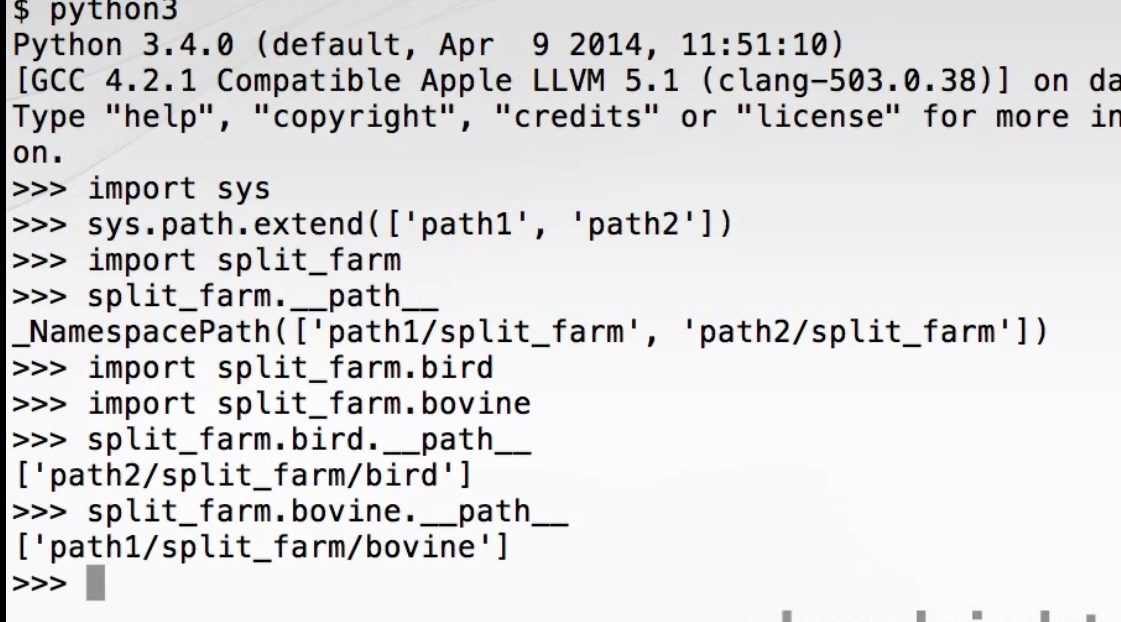 $ python3
Python 3.4.0 (default, Apr  9 2014, 11:51:10)
[GCC 4.2.1 Compatible Apple LLVM 5.1 (clang-503.0.38)] on da
Type "help", "copyright", "credits" or "license" for more in
on.
>>> import sys
>>> sys.path.extend(['path1', 'path2'])
>>> import split_farm
>>> split_farm.__path__
_NamespacePath(['path1/split_farm', 'path2/split_farm'])
>>> import split_farm.bird
>>> import split_farm.bovine
>>> split_farm.bird.__path__
['path2/split_farm/bird']
>>> split_farm.bovine.__path__
['path1/split_farm/bovine']
>>>